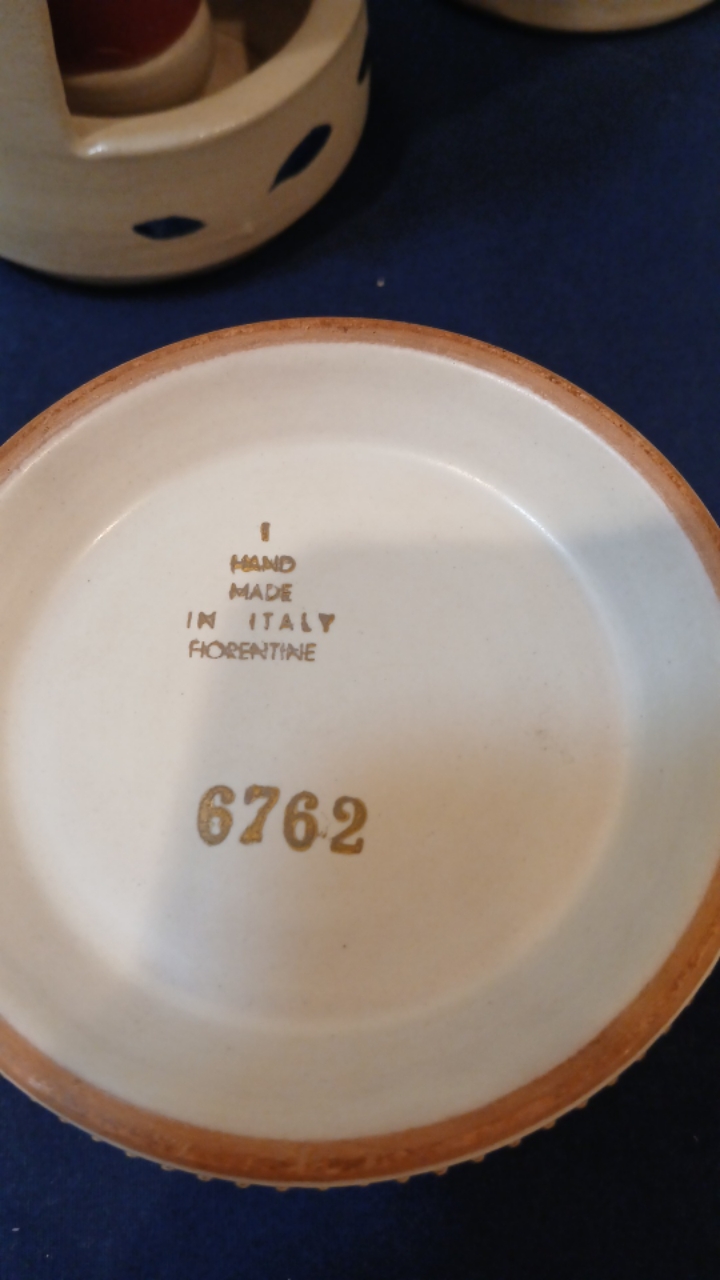 I
HAND
MADE
IN ITALY
FIORENTINE
6762